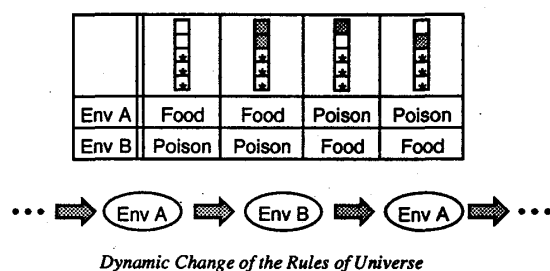 * * * *
* * * *
* * * *
Env A Food Food Poison Poison
Env B Poison Poison Food Food
••• Env A Env B Env A •••
Dynamic Change of the Rules of Universe